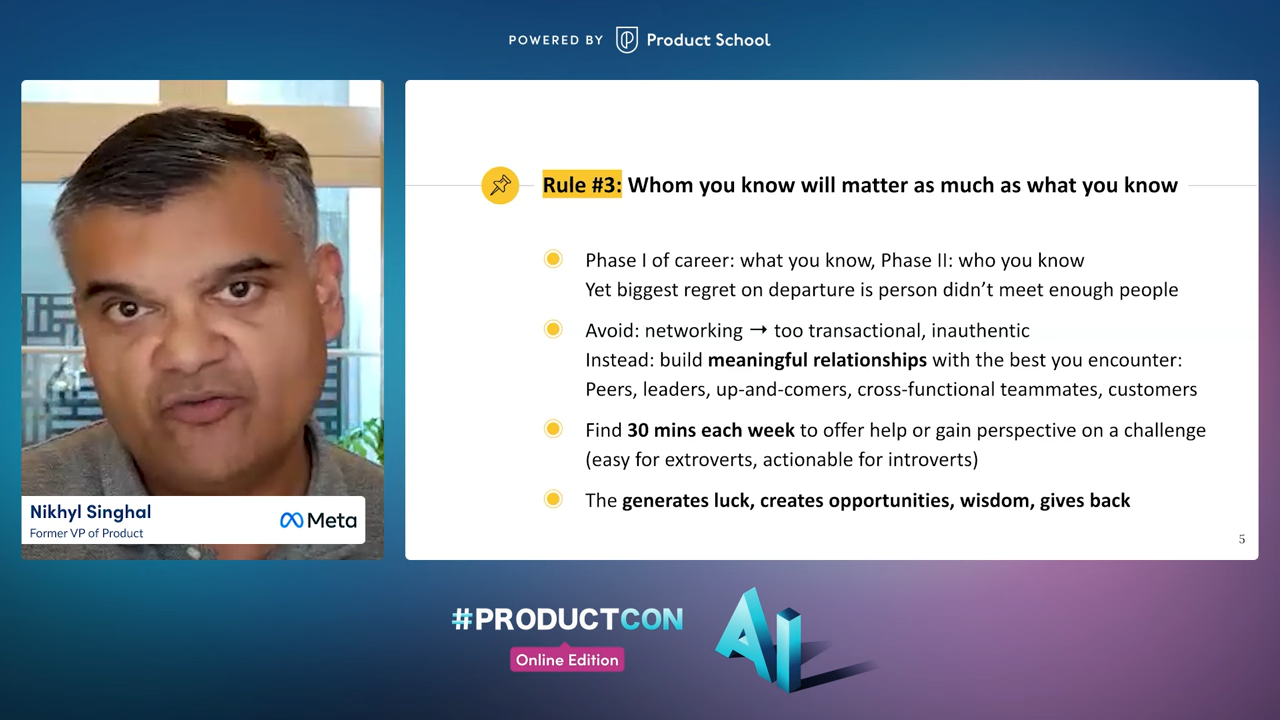 POWERED BY Product School
Rule #3: Whom you know will matter as much as what you know
Phase I of career: what you know, Phase II: who you know
Yet biggest regret on departure is person didn’t meet enough people
Avoid: networking → too transactional, inauthentic
Instead: build meaningful relationships with the best you encounter:
Peers, leaders, up-and-comers, cross-functional teammates, customers
Find 30 mins each week to offer help or gain perspective on a challenge
(easy for extroverts, actionable for introverts)
The generates luck, creates opportunities, wisdom, gives back
5
Nikhyl Singhal
Former VP of Product
Meta
#PRODUCTCON
Online Edition
AI